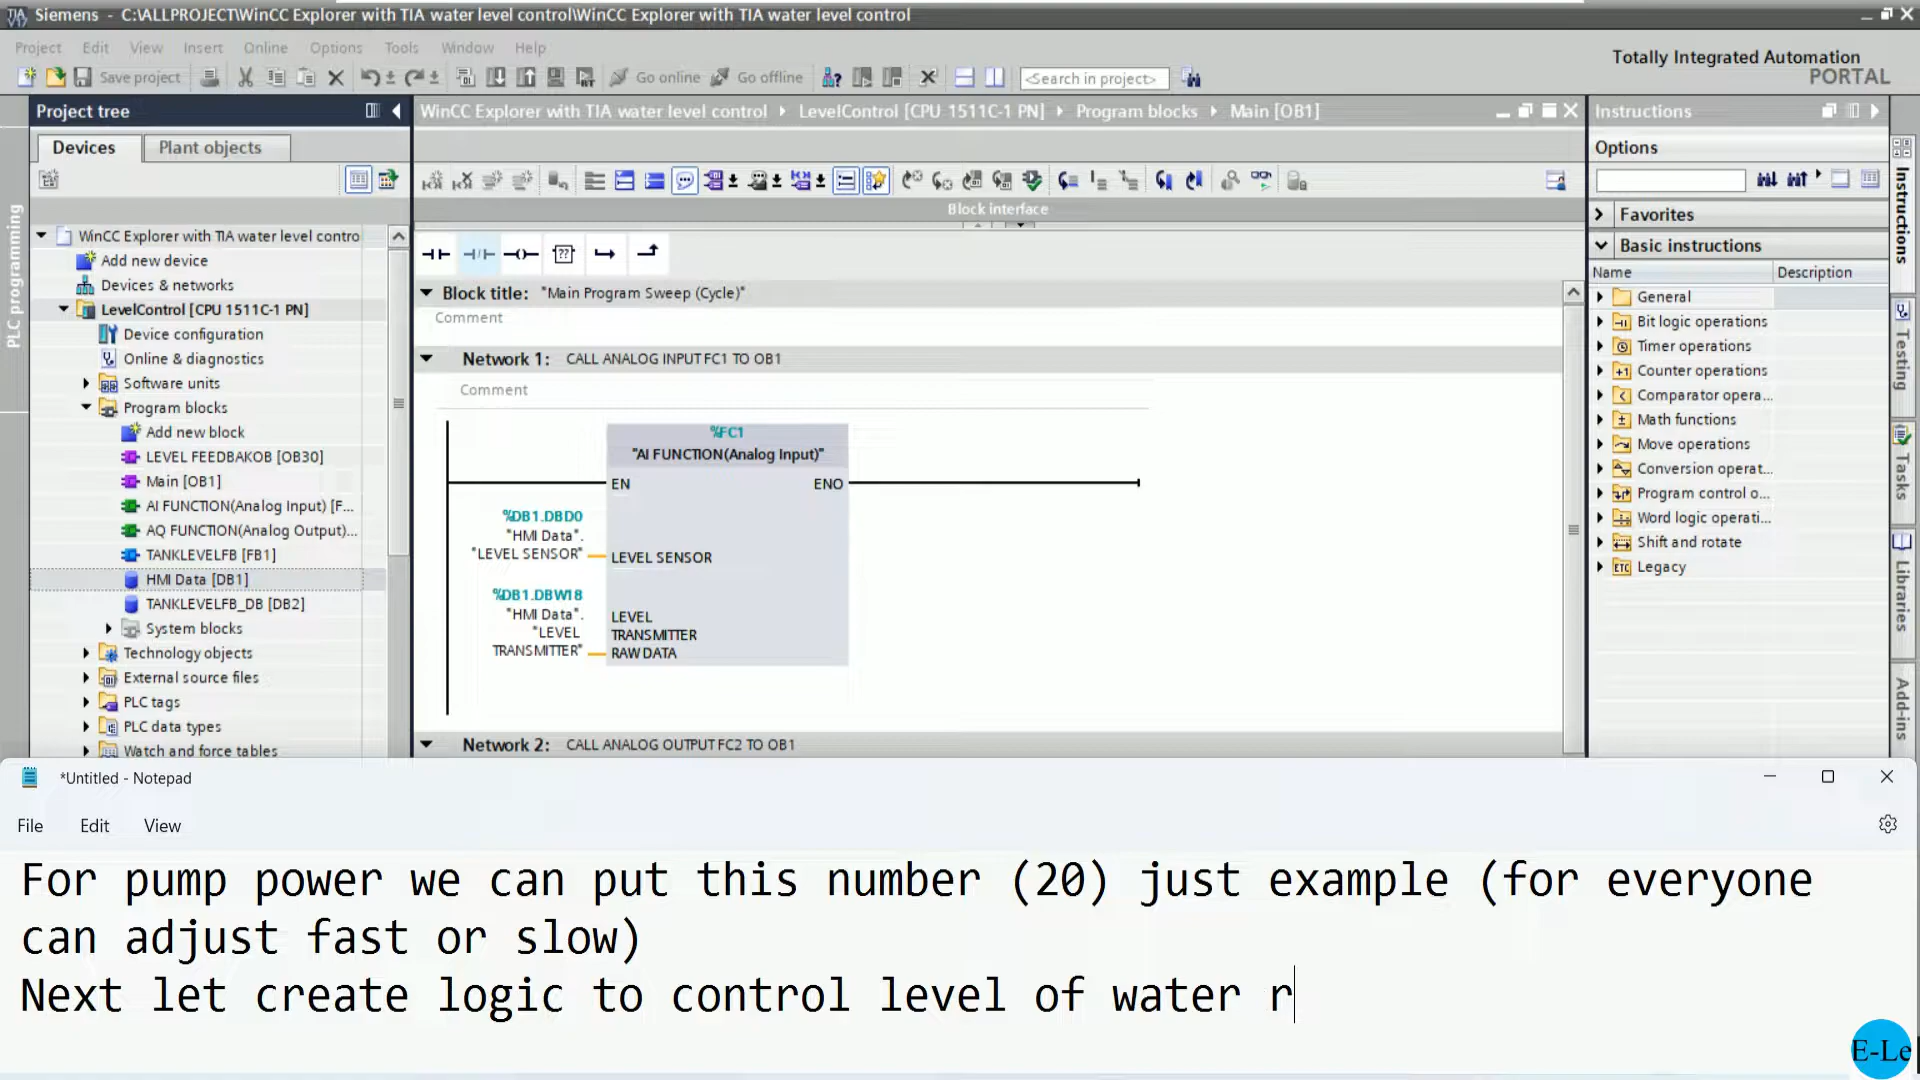 Siemens - C:\ALLPROJECT\WinCC Explorer with TIA water level control\WinCC Explorer with TIA water level control
Project Edit View Insert Online Options Tools Window Help
Totally Integrated Automation
PORTAL
Save project
Go online
Go offline
<Search in project>
Project tree
WinCC Explorer with TIA water level control LevelControl [CPU 1511C-1 PN] Program blocks Main [OB1]
Instructions
Devices
Plant objects
Options
Block interface
PLC programming
WinCC Explorer with TIA water level contro
Add new device
Devices & networks
LevelControl [CPU 1511C-1 PN]
Device configuration
Online & diagnostics
Software units
Program blocks
Add new block
LEVEL FEEDBAKOB [OB30]
Main [OB1]
AI FUNCTION(Analog Input) [F...
AQ FUNCTION(Analog Output)...
TANKLEVELFB [FB1]
HMI Data [DB1]
TANKLEVELFB_DB [DB2]
System blocks
Technology objects
External source files
PLC tags
PLC data types
Watch and force tables
??
Block title: "Main Program Sweep (Cycle)"
Comment
Network 1: CALL ANALOG INPUT FC1 TO OB1
Comment
%FC1
"AI FUNCTION(Analog Input)"
EN
ENO
%DB1.DBD0
"HMI Data".
"LEVEL SENSOR"
LEVEL SENSOR
%DB1.DBW18
"HMI Data".
"LEVEL
TRANSMITTER"
LEVEL
TRANSMITTER
RAW DATA
Network 2: CALL ANALOG OUTPUT FC2 TO OB1
Favorites
Basic instructions
Name
Description
General
Bit logic operations
Timer operations
Counter operations
Comparator opera...
Math functions
Move operations
Conversion operat...
Program control o...
Word logic operati...
Shift and rotate
Legacy
Instructions
Testing
Tasks
Libraries
Add-ins
*Untitled - Notepad
File Edit View
For pump power we can put this number (20) just example (for everyone
can adjust fast or slow)
Next let create logic to control level of water r
E-Le